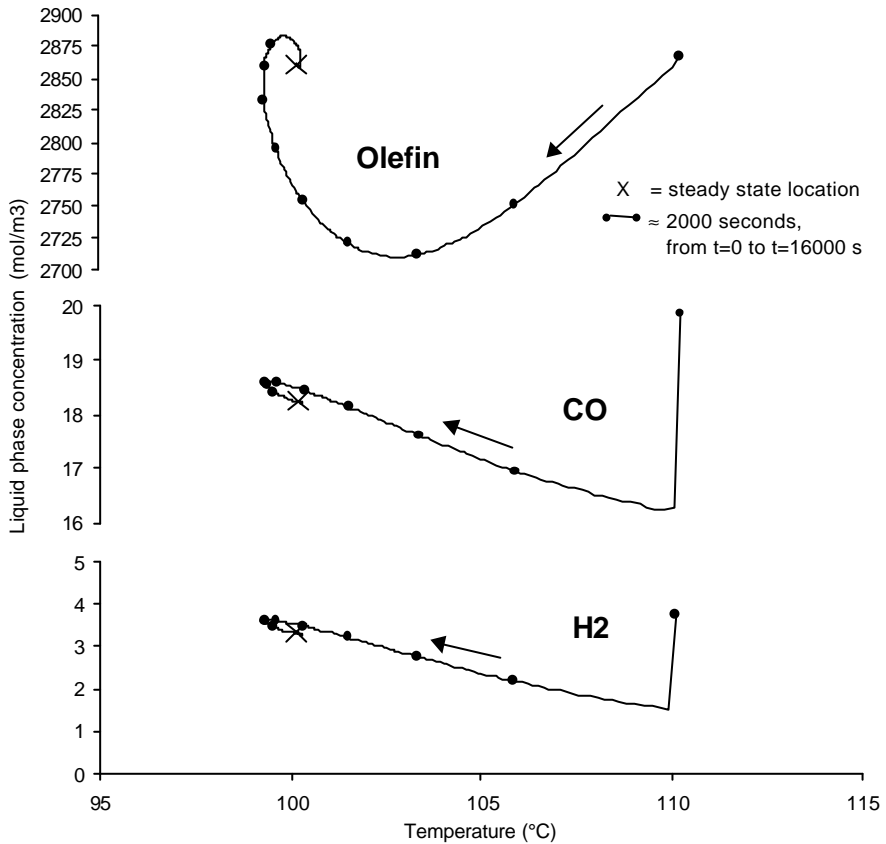 2900
2875
2850
2825
2800
2775
2750
2725
2700
Olefin
X = steady state location
≈ 2000 seconds,
from t=0 to t=16000 s
Liquid phase concentration (mol/m3)
20
19
18
17
16
CO
5
4
3
2
1
0
H2
95 100 105 110 115
Temperature (°C)